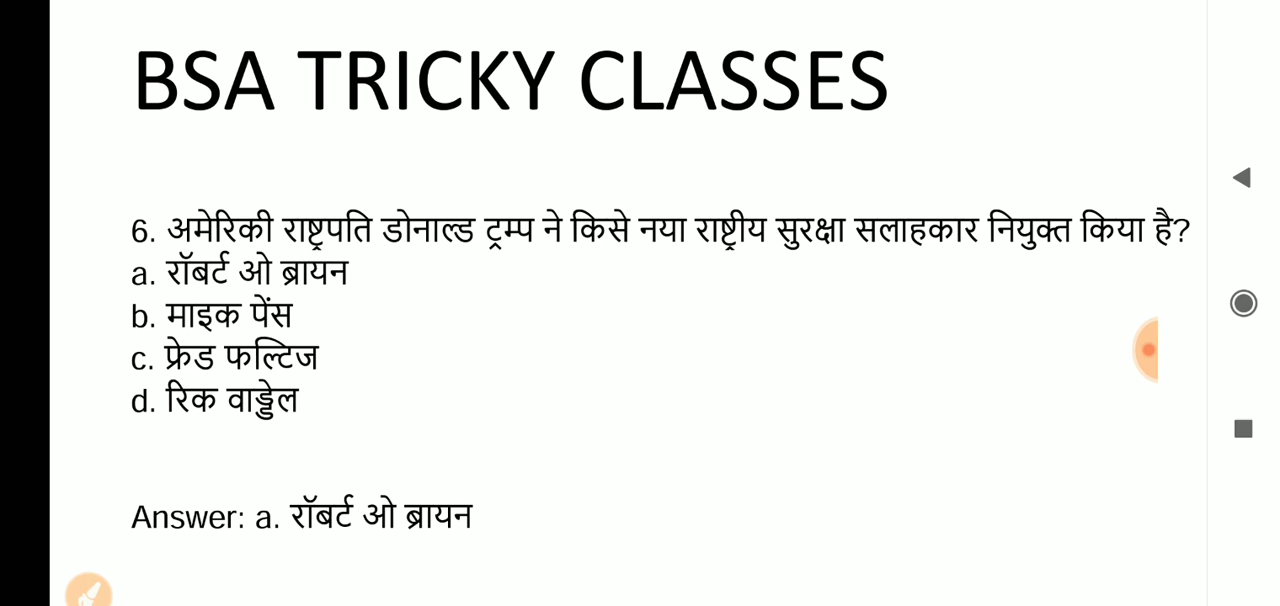 BSA TRICKY CLASSES
6. अमेरिकी राष्ट्रपति डोनाल्ड ट्रम्प ने किसे नया राष्ट्रीय सुरक्षा सलाहकार नियुक्त किया है?
a. रॉबर्ट ओ ब्रायन
b. माइक पेंस
c. फ्रेड फल्टिज
d. रिक वाड्डेल
Answer: a. रॉबर्ट ओ ब्रायन